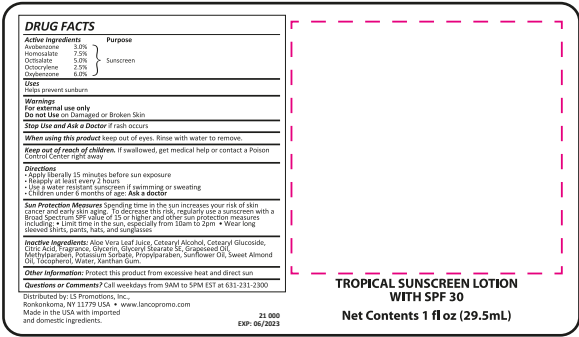 DRUG FACTS
Active Ingredients Purpose
Avobenzone 3.0%
Homosalate 7.5%
Octisalate 5.0% Sunscreen
Octocrylene 2.5%
Oxybenzone 6.0%
Uses
Helps prevent sunburn
Warnings
For external use only
Do not Use on Damaged or Broken Skin
Stop Use and Ask a Doctor if rash occurs
When using this product keep out of eyes. Rinse with water to remove.
Keep out of reach of children. If swallowed, get medical help or contact a Poison
Control Center right away
Directions
• Apply liberally 15 minutes before sun exposure
• Reapply at least every 2 hours
• Use a water resistant sunscreen if swimming or sweating
• Children under 6 months of age: Ask a doctor
Sun Protection Measures Spending time in the sun increases your risk of skin
cancer and early skin aging. To decrease this risk, regularly use a sunscreen with a
Broad Spectrum SPF value of 15 or higher and other sun protection measures
including: • Limit time in the sun, especially from 10am to 2pm • Wear long
sleeved shirts, pants, hats, and sunglasses
Inactive Ingredients: Aloe Vera Leaf Juice, Cetearyl Alcohol, Cetearyl Glucoside,
Citric Acid, Fragrance, Glycerin, Glyceryl Stearate SE, Grapeseed Oil,
Methylparaben, Potassium Sorbate, Propylparaben, Sunflower Oil, Sweet Almond
Oil, Tocopherol, Water, Xanthan Gum.
Other Information: Protect this product from excessive heat and direct sun
Questions or Comments? Call weekdays from 9AM to 5PM EST at 631-231-2300
Distributed by: LS Promotions, Inc.,
Ronkonkoma, NY 11779 USA • www.lancopromo.com
Made in the USA with imported
and domestic ingredients.
21 000
EXP: 06/2023
TROPICAL SUNSCREEN LOTION
WITH SPF 30
Net Contents 1 fl oz (29.5mL)